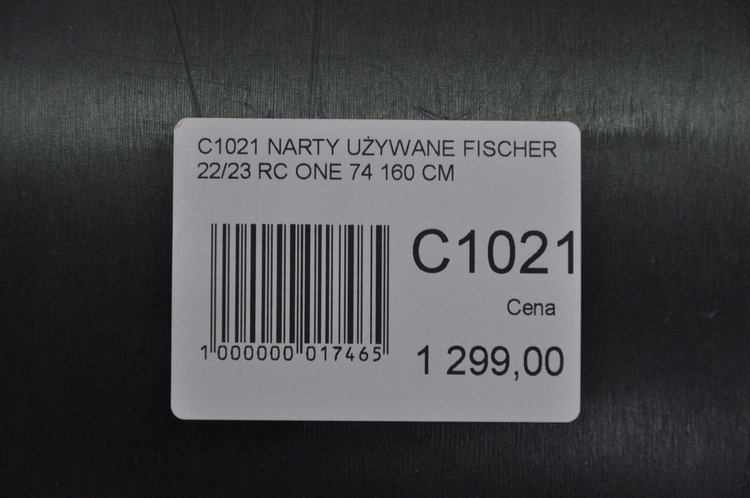 C1021 NARTY UŻYWANE FISCHER
22/23 RC ONE 74 160 CM
C1021
Cena
1 299,00
1 000000 017465